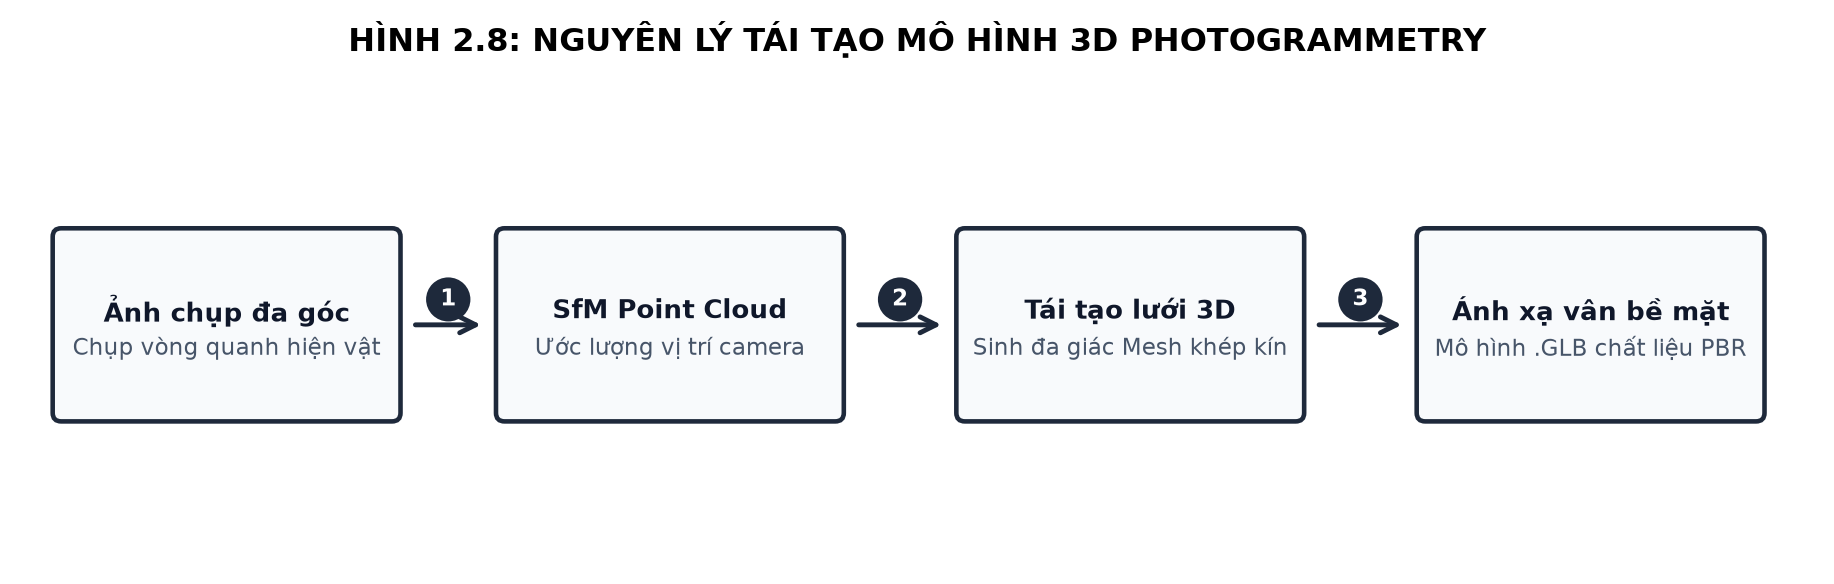 HÌNH 2.8: NGUYÊN LÝ TÁI TẠO MÔ HÌNH 3D PHOTOGRAMMETRY
Ảnh chụp đa góc
Chụp vòng quanh hiện vật
1
SfM Point Cloud
Ước lượng vị trí camera
2
Tái tạo lưới 3D
Sinh đa giác Mesh khép kín
3
Ánh xạ vân bề mặt
Mô hình .GLB chất liệu PBR